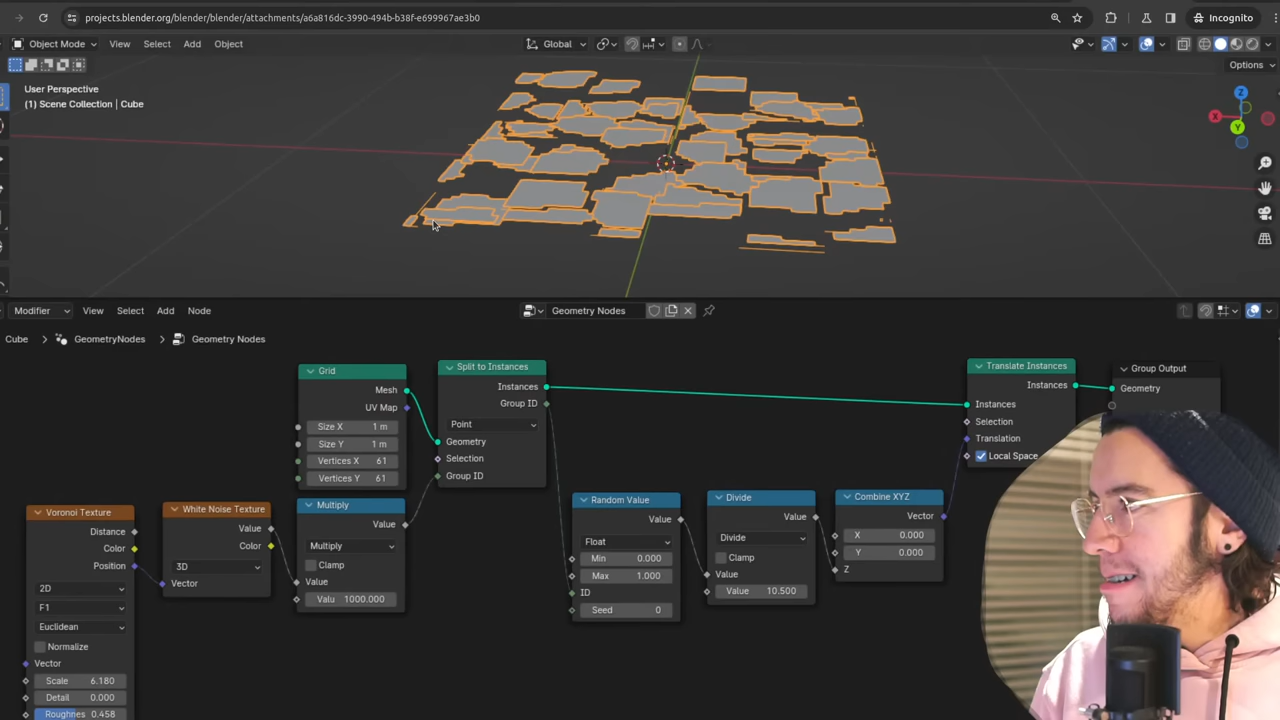 projects.blender.org/blender/blender/attachments/a6a816dc-3990-494b-b38f-e699967ae3b0
Incognito
Object Mode View Select Add Object Global
Options
User Perspective
(1) Scene Collection | Cube
Z
X
Y
Modifier View Select Add Node Geometry Nodes
Cube GeometryNodes Geometry Nodes
Grid
Mesh
UV Map
Size X 1 m
Size Y 1 m
Vertices X 61
Vertices Y 61
Split to Instances
Instances
Group ID
Point
Geometry
Selection
Group ID
Translate Instances
Instances
Instances
Selection
Translation
Local Space
Group Output
Geometry
Voronoi Texture
Distance
Color
Position
2D
F1
Euclidean
Normalize
Vector
Scale 6.180
Detail 0.000
Roughness 0.458
White Noise Texture
Value
Color
3D
Vector
Multiply
Value
Multiply
Clamp
Value
Valu 1000.000
Random Value
Value
Float
Min 0.000
Max 1.000
ID
Seed 0
Divide
Value
Divide
Clamp
Value
Value 10.500
Combine XYZ
Vector
X 0.000
Y 0.000
Z